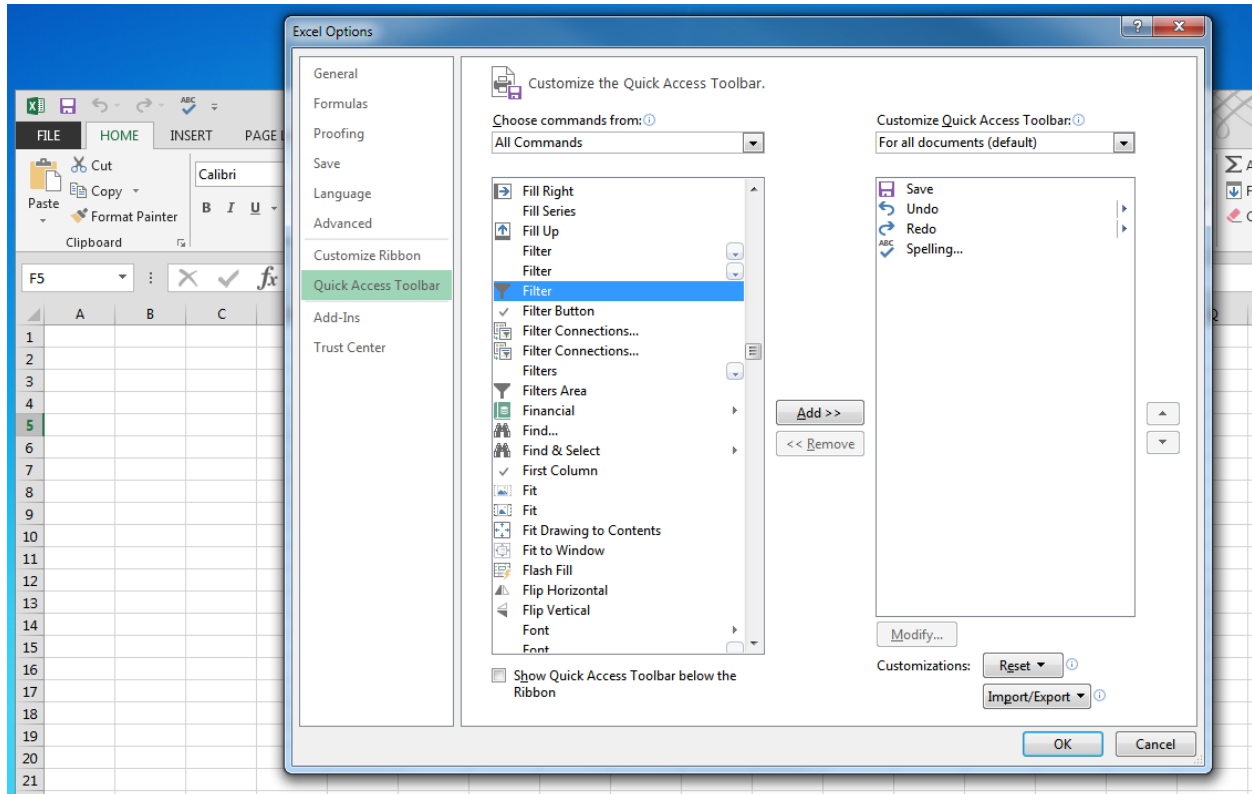 Excel Options
?
X
ABC
FILE HOME INSERT PAGE L
Paste
Cut
Copy
Format Painter
Clipboard
Calibri
B I U
F5
fx
A B C
1
2
3
4
5
6
7
8
9
10
11
12
13
14
15
16
17
18
19
20
21
General
Formulas
Proofing
Save
Language
Advanced
Customize Ribbon
Quick Access Toolbar
Add-Ins
Trust Center
Customize the Quick Access Toolbar.
Choose commands from:
All Commands
Fill Right
Fill Series
Fill Up
Filter
Filter
Filter
Filter Button
Filter Connections...
Filter Connections...
Filters
Filters Area
Financial
Find...
Find & Select
First Column
Fit
Fit
Fit Drawing to Contents
Fit to Window
Flash Fill
Flip Horizontal
Flip Vertical
Font
Font
Show Quick Access Toolbar below the
Ribbon
Add >>
<< Remove
Customize Quick Access Toolbar:
For all documents (default)
Save
Undo
Redo
ABC
Spelling...
Modify...
Customizations:
Reset
Import/Export
OK
Cancel
Σ A
F